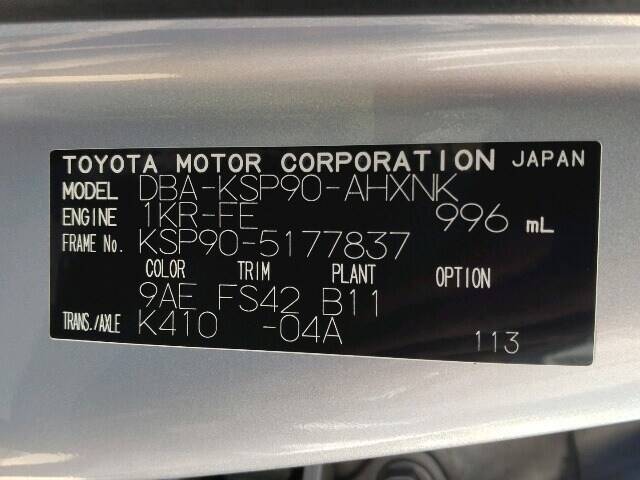 TOYOTA MOTOR CORPORATION JAPAN
MODEL DBA-KSP90-AHXNK
ENGINE 1KR-FE 996 mL
FRAME No. KSP90-5177837
COLOR TRIM PLANT OPTION
9AE FS42 B11
TRANS./AXLE K410 -04A
113